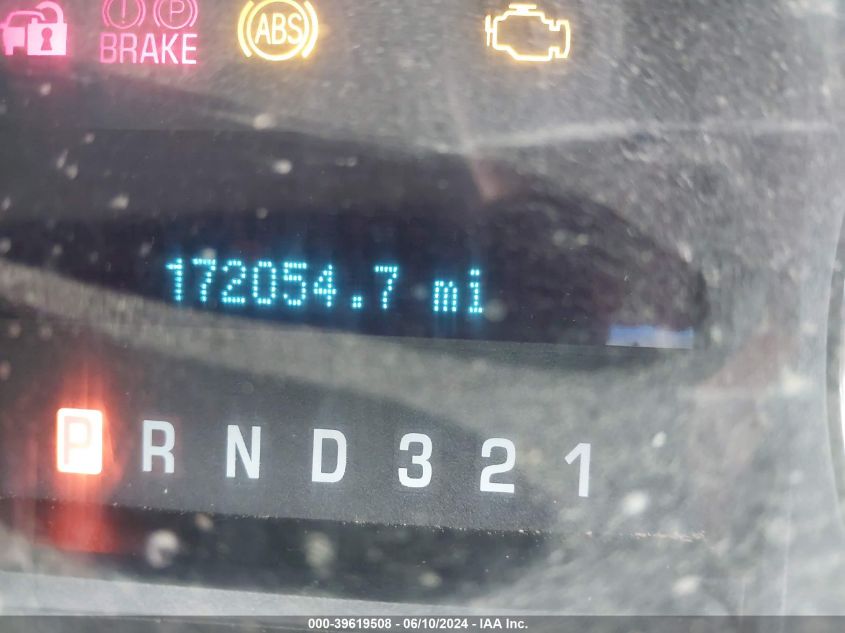 BRAKE
ABS
172054.7 mi
P R N D 3 2 1
000-39619508 - 06/10/2024 - IAA Inc.